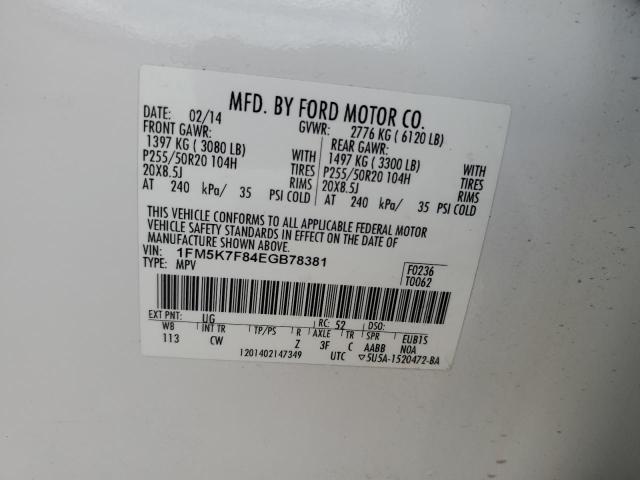 MFD. BY FORD MOTOR CO.
DATE: 02/14 GVWR: 2776 KG ( 6120 LB)
FRONT GAWR: REAR GAWR:
1397 KG ( 3080 LB) WITH 1497 KG ( 3300 LB) WITH
P255/50R20 104H TIRES P255/50R20 104H TIRES
20X8.5J RIMS 20X8.5J RIMS
AT 240 kPa/ 35 PSI COLD AT 240 kPa/ 35 PSI COLD
THIS VEHICLE CONFORMS TO ALL APPLICABLE FEDERAL MOTOR
VEHICLE SAFETY STANDARDS IN EFFECT ON THE DATE OF
MANUFACTURE SHOWN ABOVE.
VIN: 1FM5K7F84EGB78381 F0236
TYPE: MPV T0062
EXT PNT: UG RC: 52 DSO:
WB INT TR TP/PS R AXLE TR SPR EUB15
113 CW Z 3F C AABB N0A
1201402147349 UTC ▽5U5A-1520472-BA